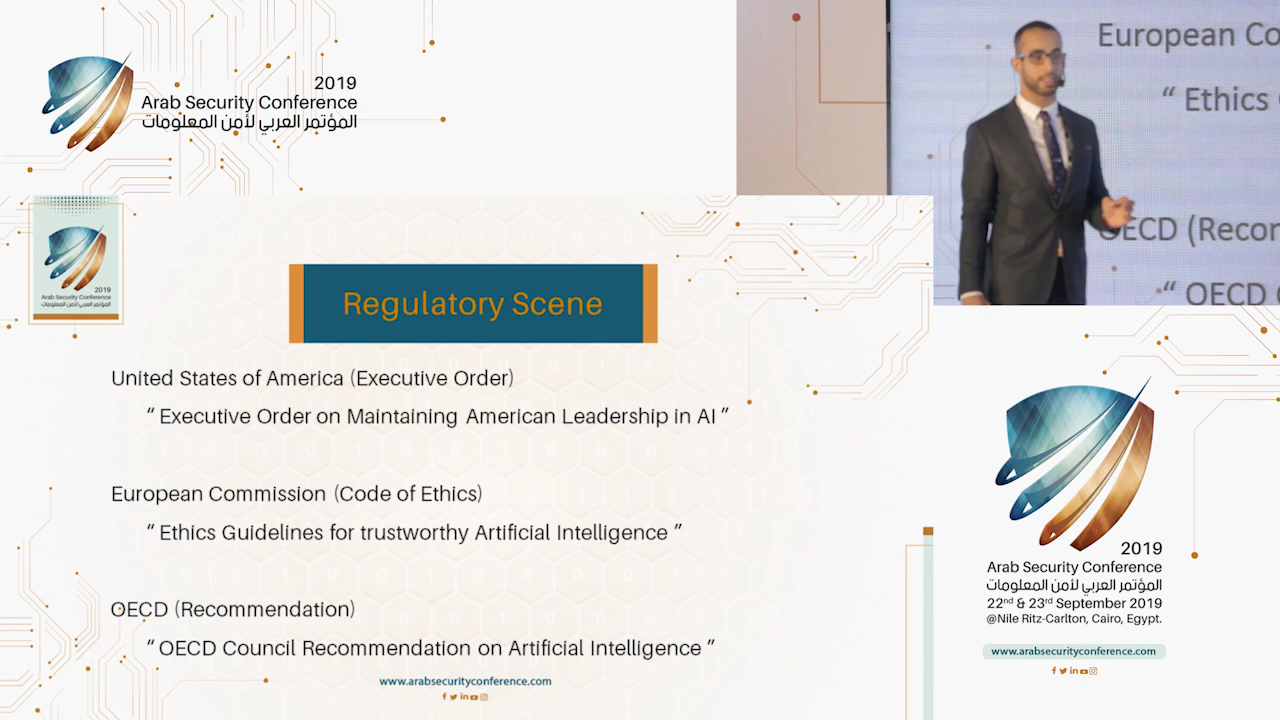 2019
Arab Security Conference
المؤتمر العربي لأمن المعلومات
European Co
“ Ethics
OECD (Recor
“ OECD
2019
Arab Security Conference
المؤتمر العربي لأمن المعلومات
Regulatory Scene
United States of America (Executive Order)
“ Executive Order on Maintaining American Leadership in AI ”
European Commission (Code of Ethics)
“ Ethics Guidelines for trustworthy Artificial Intelligence ”
OECD (Recommendation)
“ OECD Council Recommendation on Artificial Intelligence ”
www.arabsecurityconference.com
2019
Arab Security Conference
المؤتمر العربي لأمن المعلومات
22nd & 23rd September 2019
@Nile Ritz-Carlton, Cairo, Egypt.
www.arabsecurityconference.com